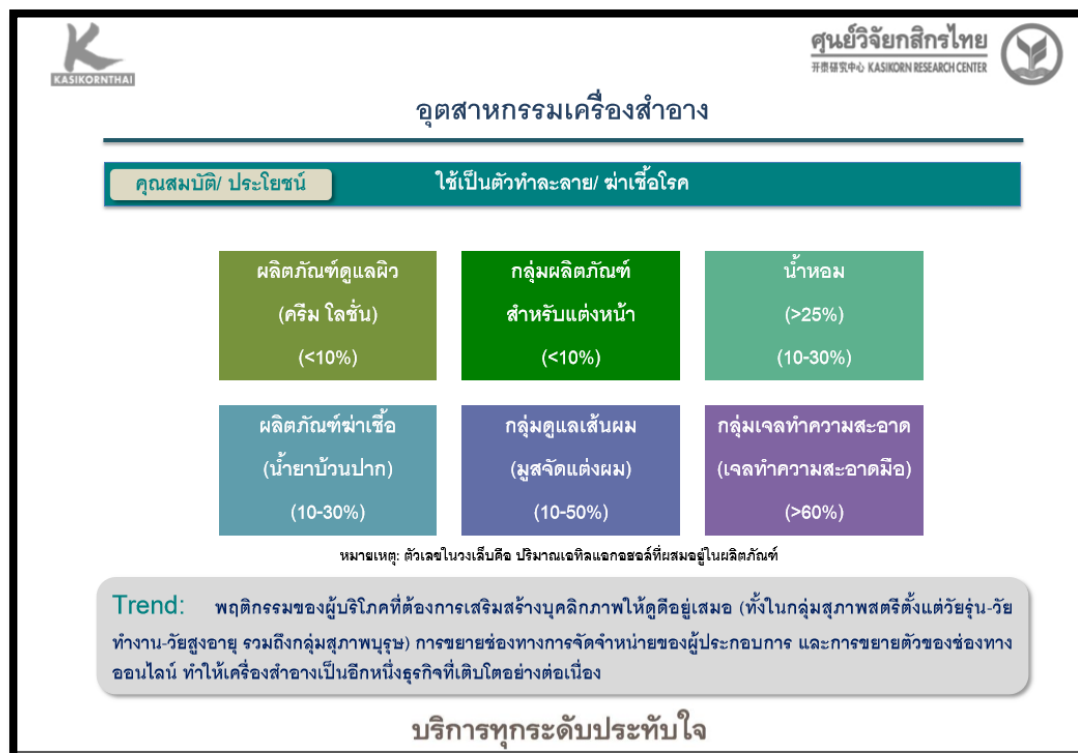 KASIKORNTHAI
ศูนย์วิจัยกสิกรไทย
开泰研究中心 KASIKORN RESEARCH CENTER
อุตสาหกรรมเครื่องสำอาง
คุณสมบัติ/ ประโยชน์
ใช้เป็นตัวทำละลาย/ ฆ่าเชื้อโรค
ผลิตภัณฑ์ดูแลผิว
(ครีม โลชั่น)
(<10%)
กลุ่มผลิตภัณฑ์
สำหรับแต่งหน้า
(<10%)
น้ำหอม
(>25%)
(10-30%)
ผลิตภัณฑ์ฆ่าเชื้อ
(น้ำยาบ้วนปาก)
(10-30%)
กลุ่มดูแลเส้นผม
(มูสจัดแต่งผม)
(10-50%)
กลุ่มเจลทำความสะอาด
(เจลทำความสะอาดมือ)
(>60%)
หมายเหตุ: ตัวเลขในวงเล็บคือ ปริมาณเอทิลแอกอฮอล์ที่ผสมอยู่ในผลิตภัณฑ์
Trend: พฤติกรรมของผู้บริโภคที่ต้องการเสริมสร้างบุคลิกภาพให้ดูดีอยู่เสมอ (ทั้งในกลุ่มสุภาพสตรีตั้งแต่วัยรุ่น-วัย
ทำงาน-วัยสูงอายุ รวมถึงกลุ่มสุภาพบุรุษ) การขยายช่องทางการจัดจำหน่ายของผู้ประกอบการ และการขยายตัวของช่องทาง
ออนไลน์ ทำให้เครื่องสำอางเป็นอีกหนึ่งธุรกิจที่เติบโตอย่างต่อเนื่อง
บริการทุกระดับประทับใจ